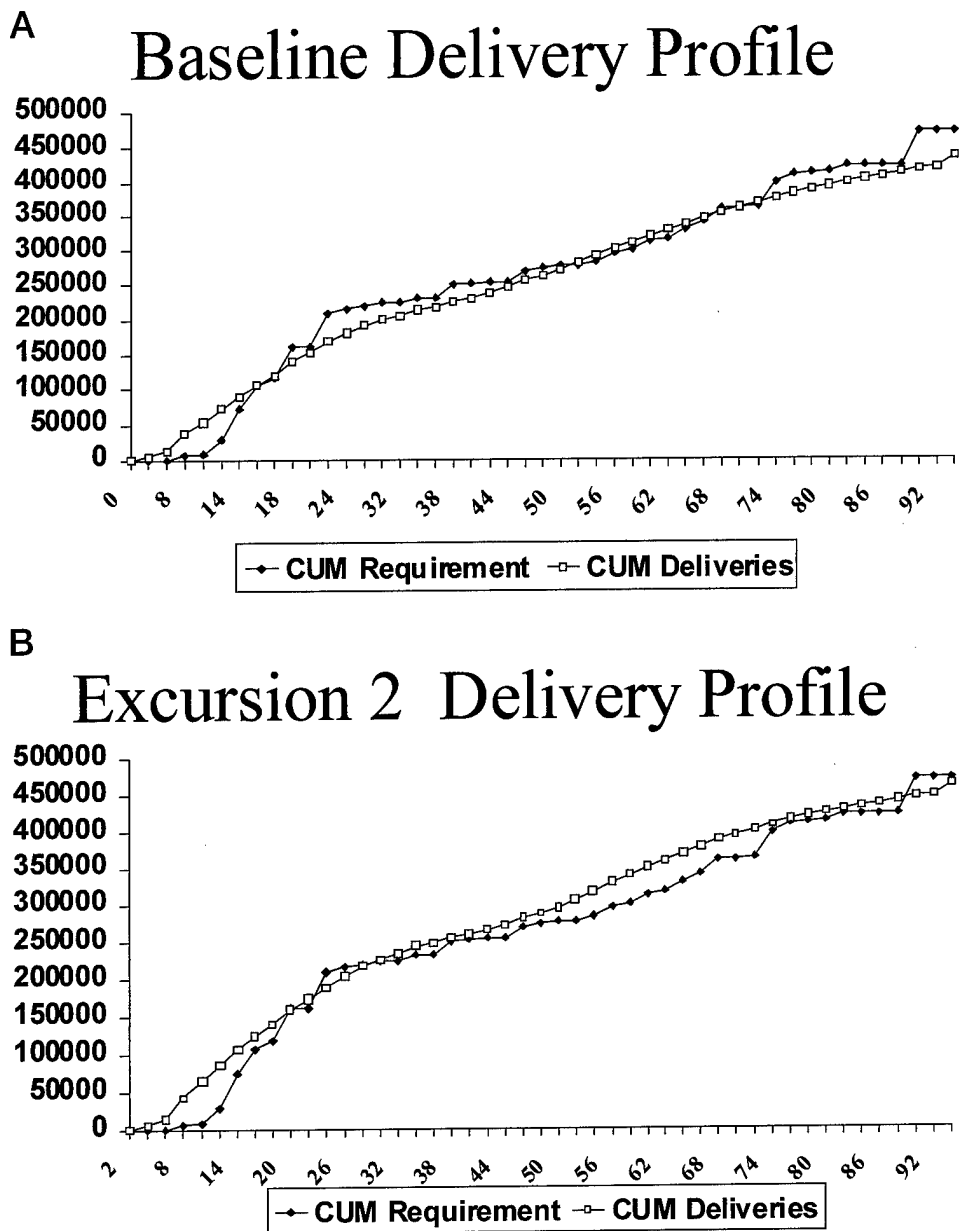 A
Baseline Delivery Profile
500000
450000
400000
350000
300000
250000
200000
150000
100000
50000
0
0 8 14 18 24 32 38 44 50 56 62 68 74 80 86 92
CUM Requirement CUM Deliveries
B
Excursion 2 Delivery Profile
500000
450000
400000
350000
300000
250000
200000
150000
100000
50000
0
2 8 14 20 26 32 38 44 50 56 62 68 74 80 86 92
CUM Requirement CUM Deliveries